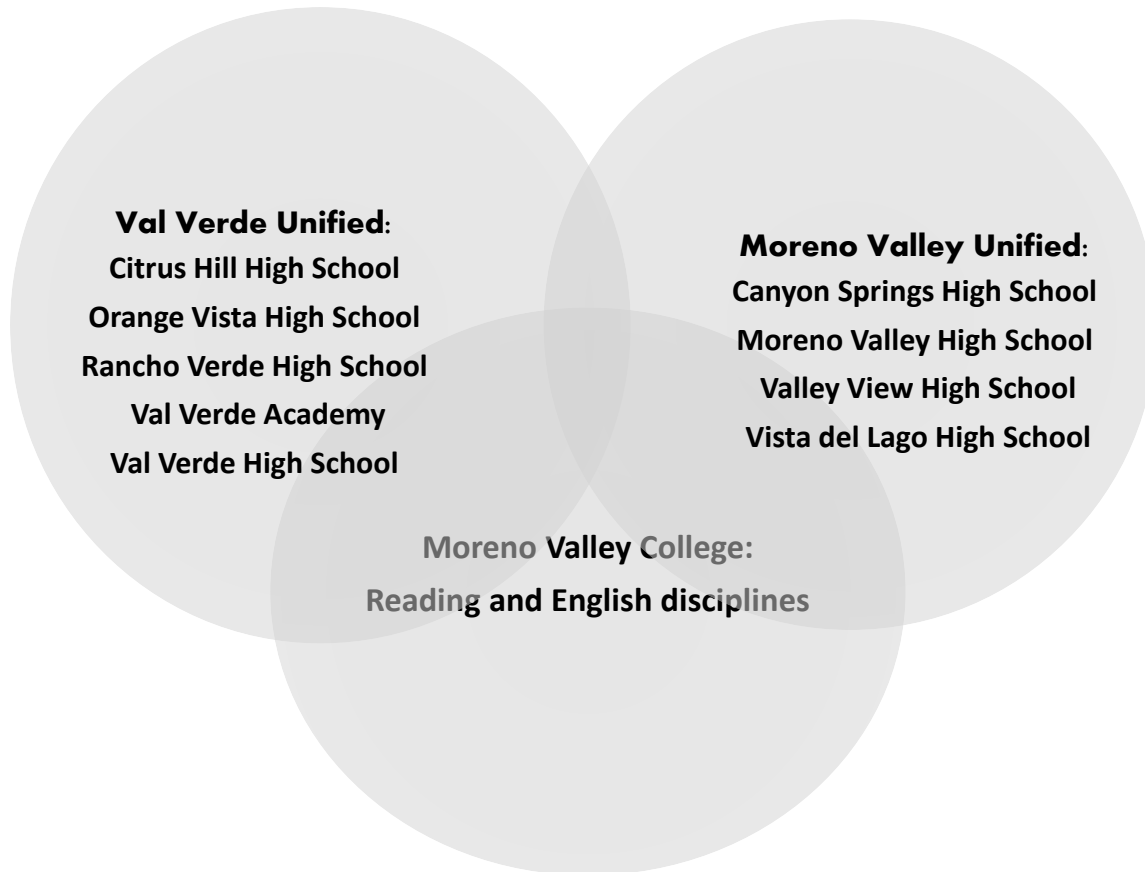 Val Verde Unified:
Citrus Hill High School
Orange Vista High School
Rancho Verde High School
Val Verde Academy
Val Verde High School
Moreno Valley Unified:
Canyon Springs High School
Moreno Valley High School
Valley View High School
Vista del Lago High School
Moreno Valley College:
Reading and English disciplines